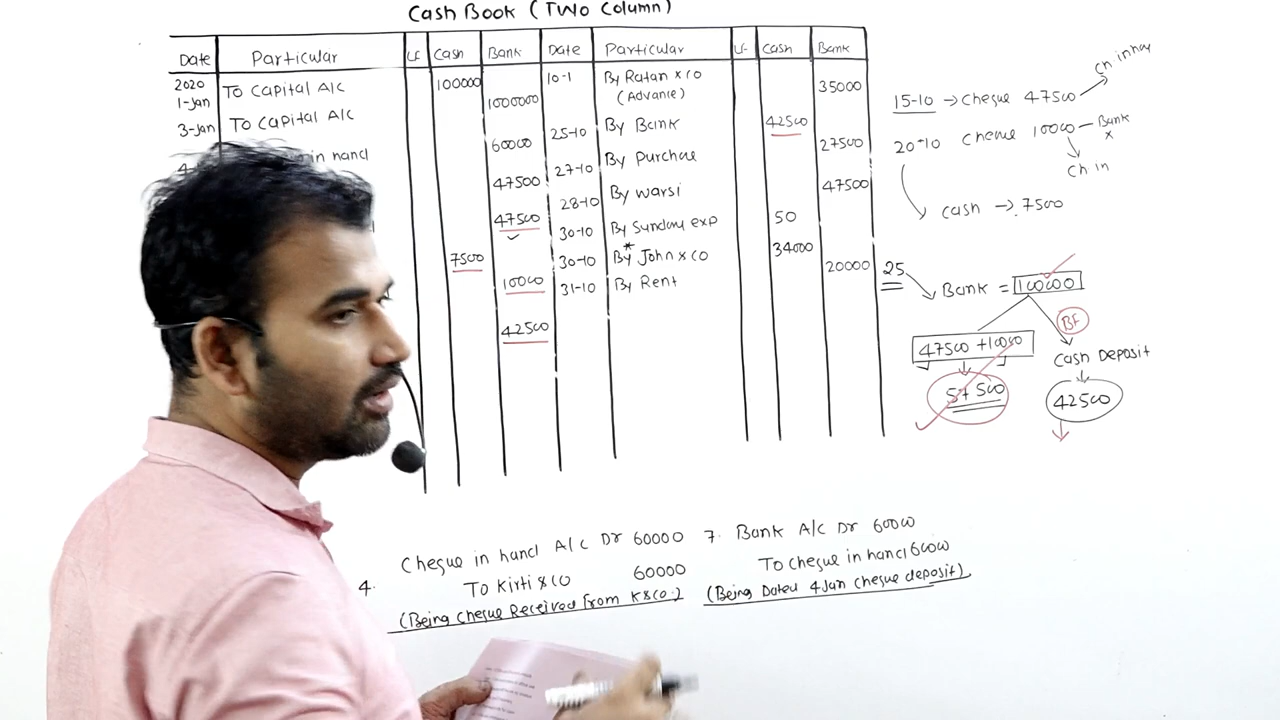 Cash Book (Two Column)
Date Particular LF Cash Bank Date Particular LF Cash Bank
2020
1-Jan To Capital A/c 100000
10-1 By Ratan & co (Advance) 35000
1000000
3-Jan To Capital A/c
25-10 By Bank 42500
60000
27-10 By Purchase 27500
in hand
47500
28-10 By Warsi 47500
47500
30-10 By Sunday exp 50
7500
30-10 By John & co 34000
10000
31-10 By Rent 20000
42500
15-10 → Cheque 47500 ch in han
20-10 Cheque 10000 - Bank x
ch in
cash → 7500
25 Bank = 100000
BF
47500 + 10000
Cash Deposit
57500
42500
4. Cheque in hand A/c Dr 60000
To Kirti & co 60000
(Being cheque Received from K & co.)
7. Bank A/c Dr 60000
To cheque in hand 60000
(Being Dated 4 Jan cheque deposit)